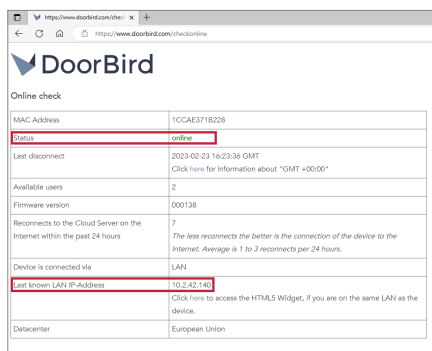 https://www.doorbird.com/chec
https://www.doorbird.com/checkonline
DoorBird
Online check
MAC Address 1CCAE371B228
Status online
Last disconnect 2023-02-23 16:23:36 GMT
Click here for information about "GMT +00:00"
Available users 2
Firmware version 000138
Reconnects to the Cloud Server on the 7
Internet within the past 24 hours The less reconnects the better is the connection of the device to the
Internet. Average is 1 to 3 reconnects per 24 hours.
Device is connected via LAN
Last known LAN IP-Address 10.2.42.140
Click here to access the HTML5 Widget, if you are on the same LAN as the
device.
Datacenter European Union